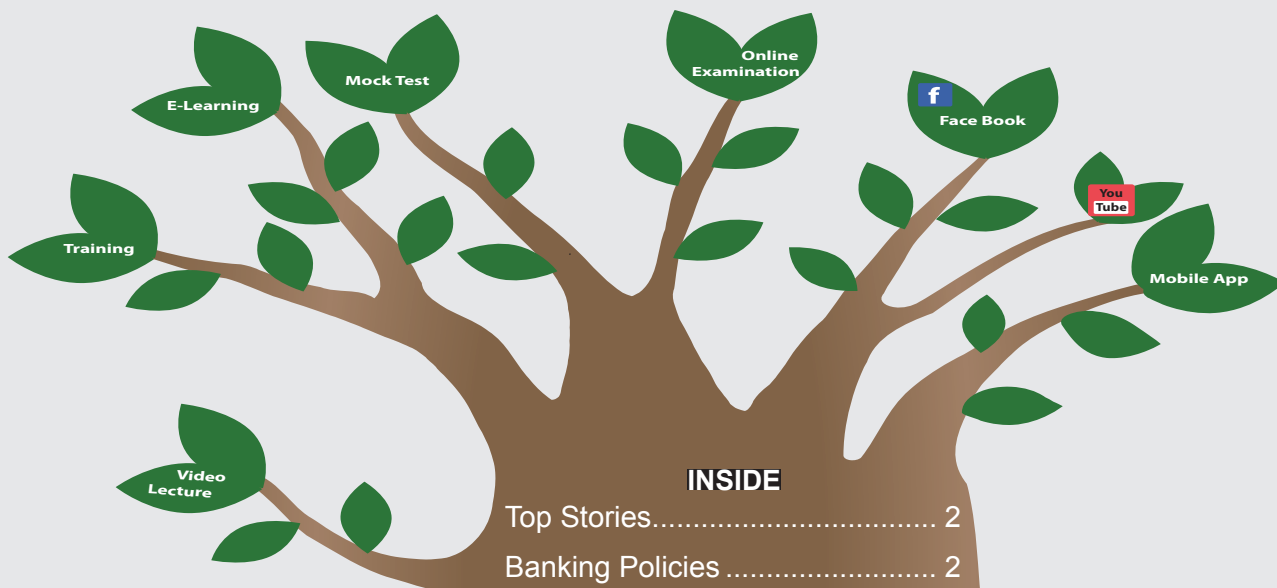 Online
Examination
Mock Test
E-Learning
f
Face Book
You
Tube
Training
Mobile App
Video
Lecture
INSIDE
Top Stories................................. 2
Banking Policies ......................... 2